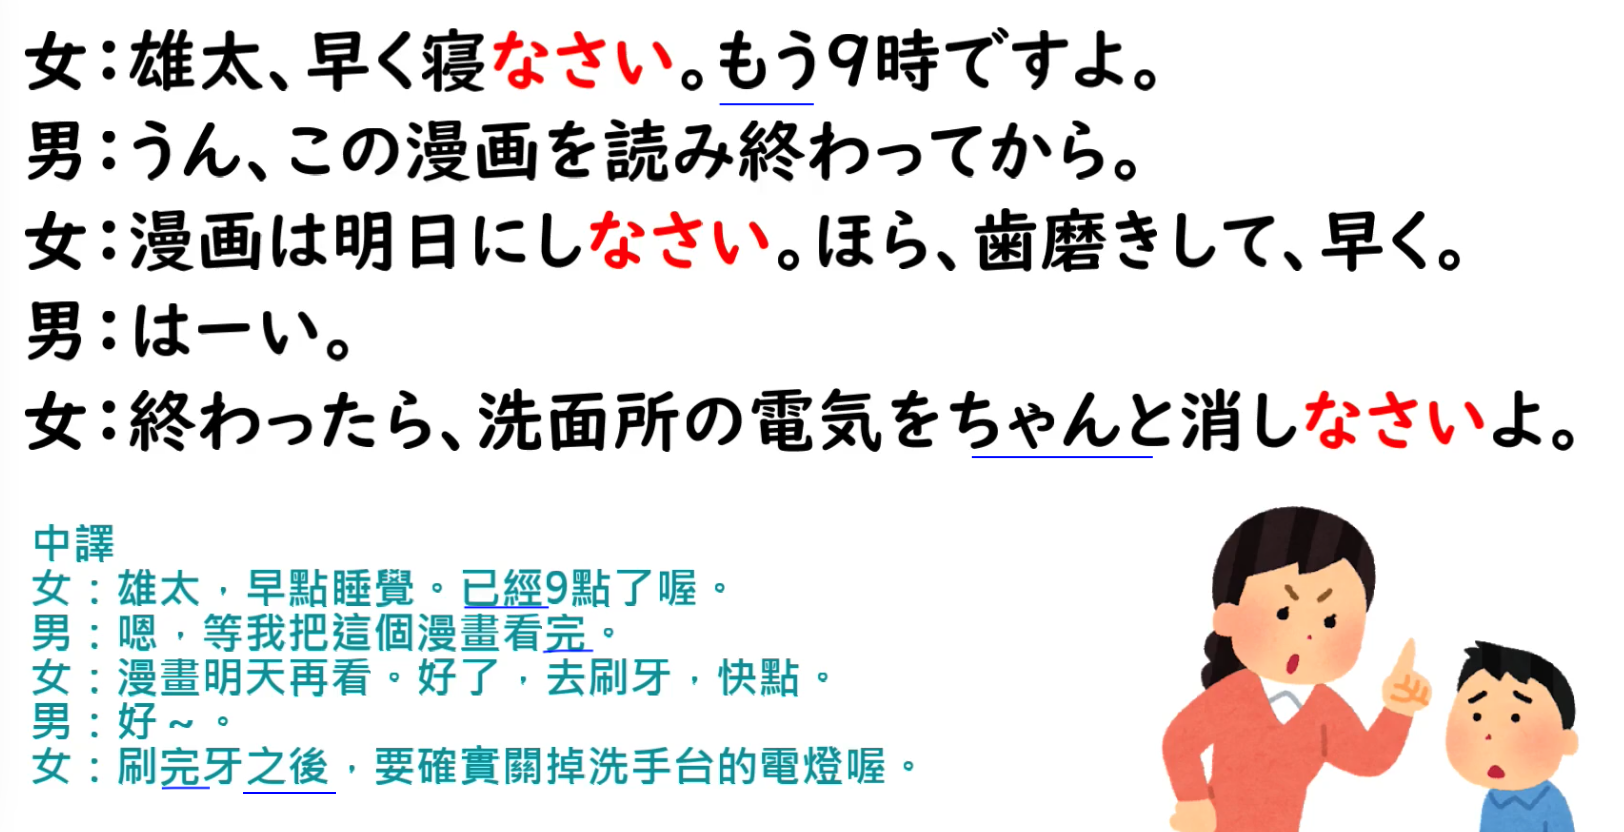 女：雄太、早く寝なさい。もう9時ですよ。
男：うん、この漫画を読み終わってから。
女：漫画は明日にしなさい。ほら、歯磨きして、早く。
男：はーい。
女：終わったら、洗面所の電気をちゃんと消しなさいよ。
中譯
女：雄太，早點睡覺。已經9點了喔。
男：嗯，等我把這個漫畫看完。
女：漫畫明天再看。好了，去刷牙，快點。
男：好～。
女：刷完牙之後，要確實關掉洗手台的電燈喔。